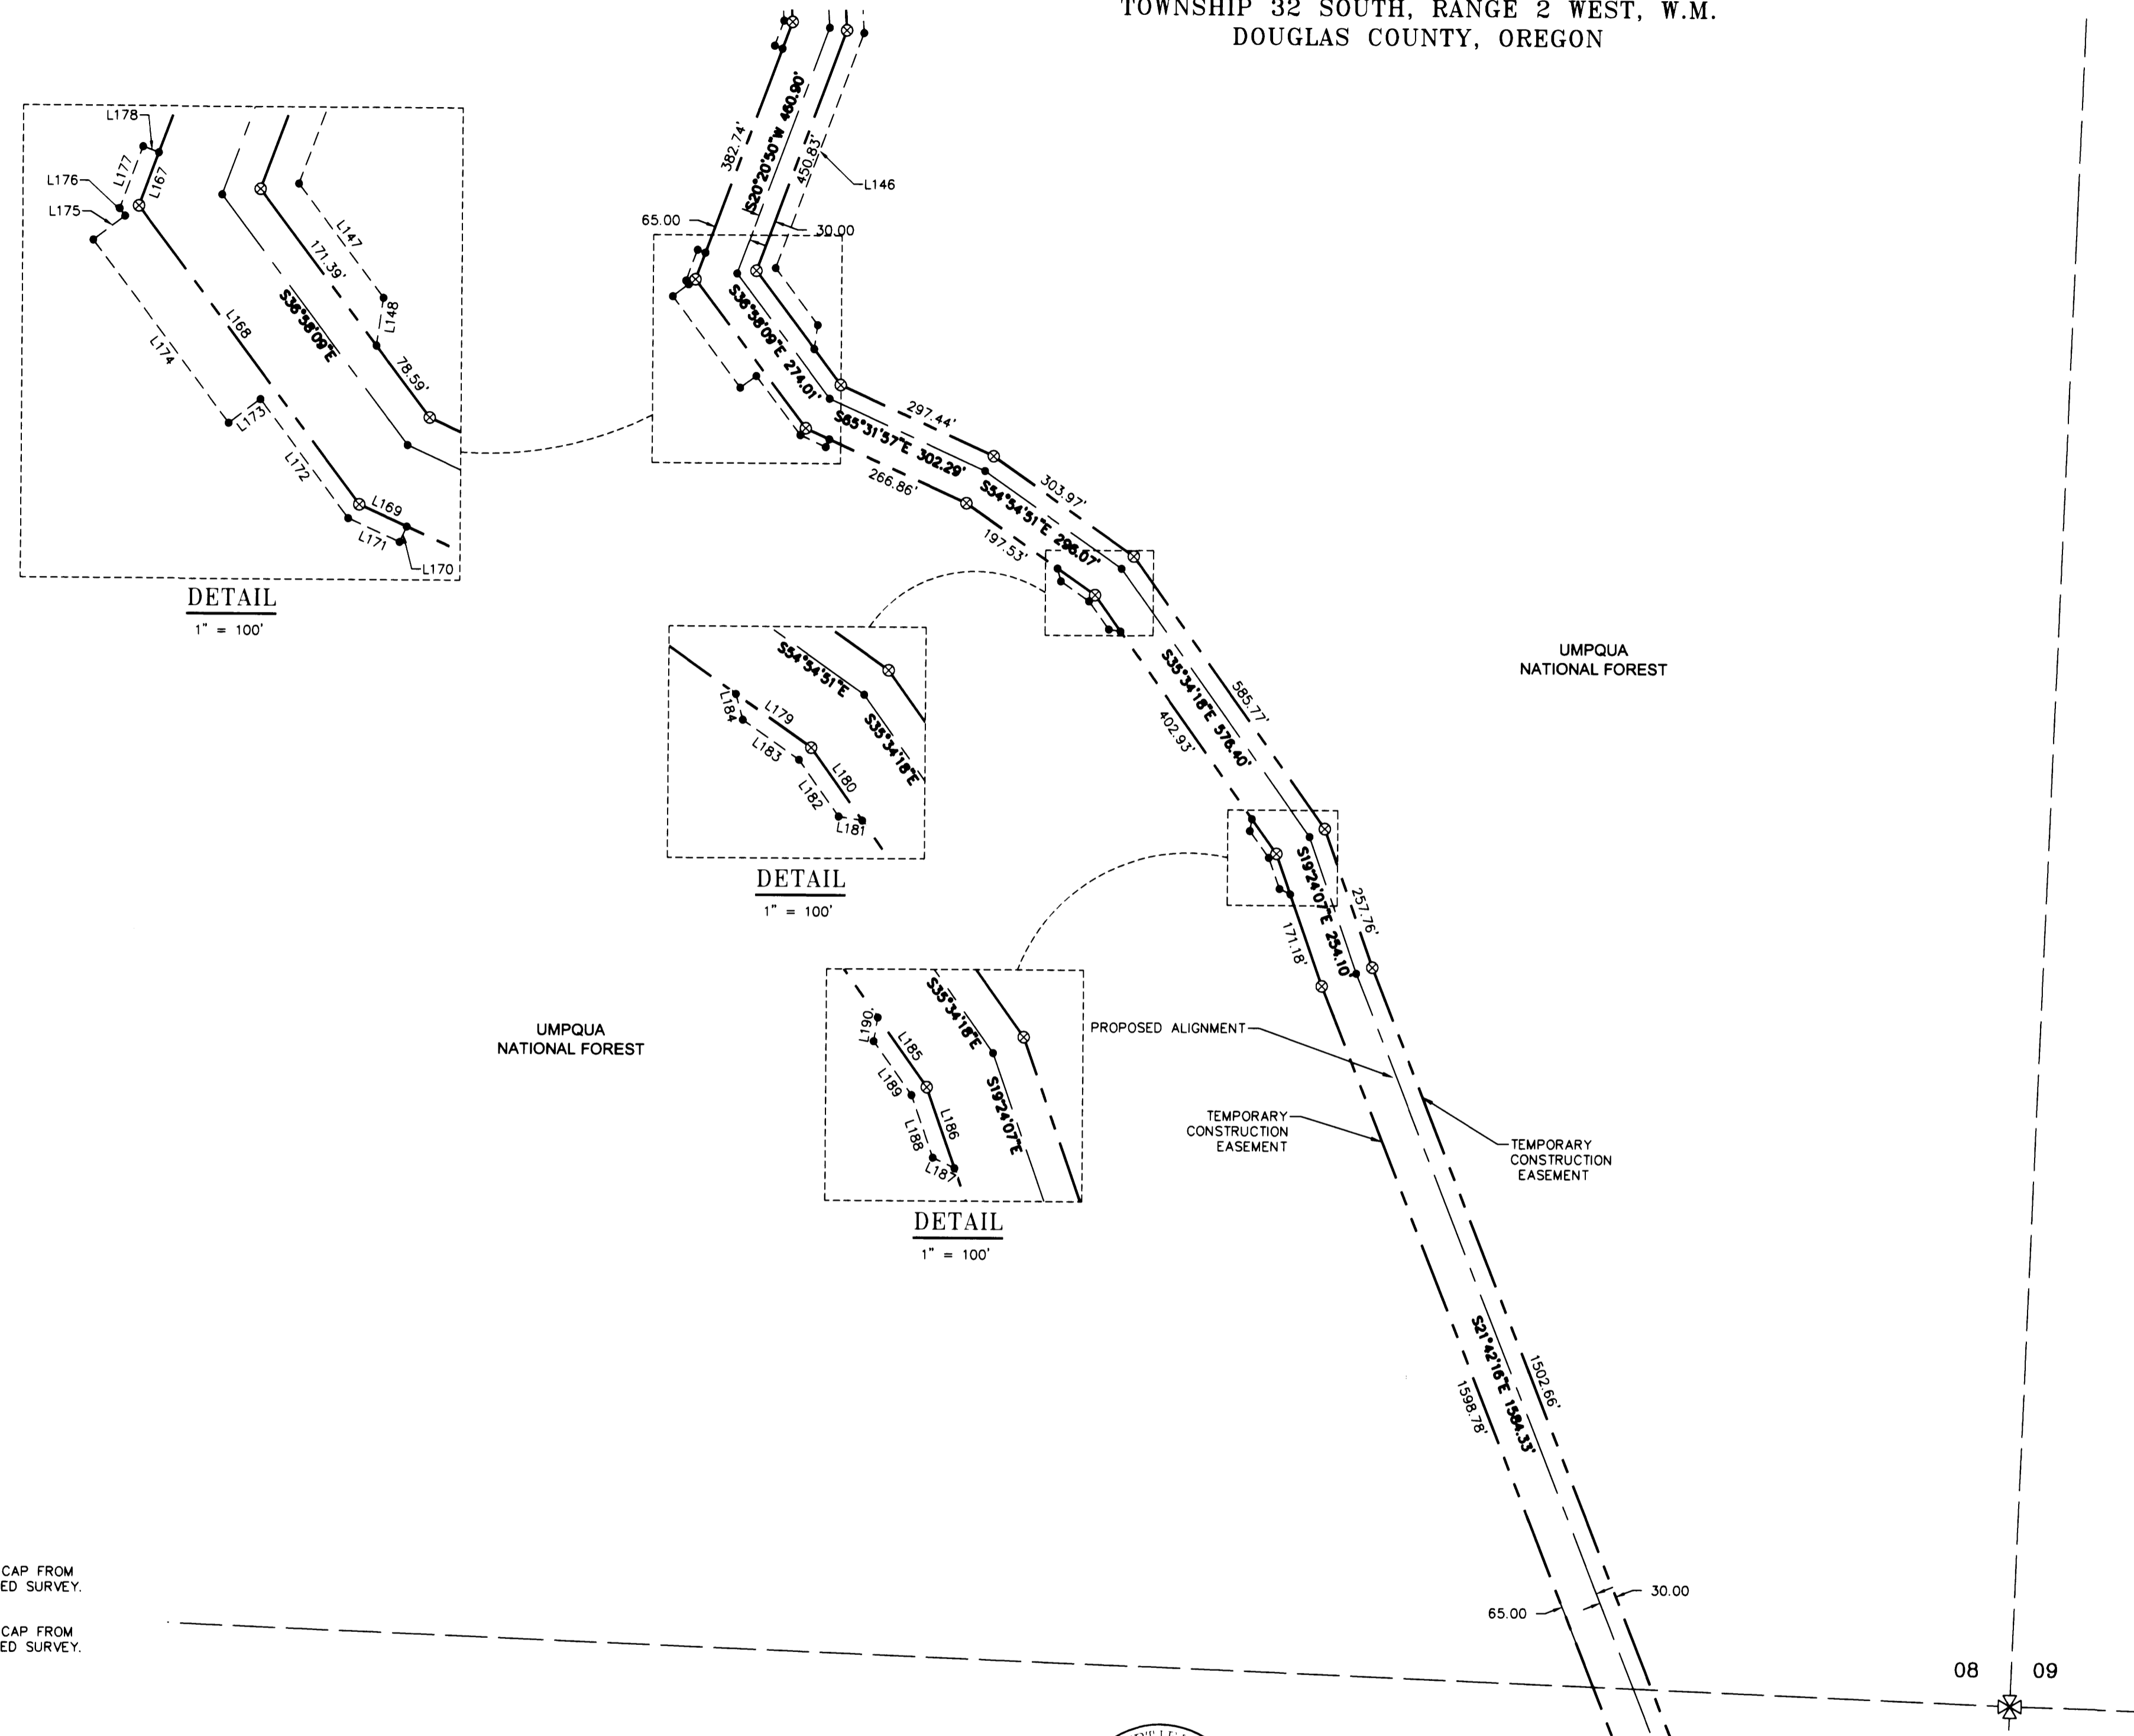 TOWNSHIP 32 SOUTH, RANGE 2 WEST, W.M.
DOUGLAS COUNTY, OREGON
382.74'
S20°20'50"W 460.90'
450.83'
L146
65.00
30.00
S36°58'09"E 274.01'
297.44'
S65°31'57"E 302.29'
266.86'
303.97'
S54°54'51"E 296.07'
197.53'
585.77'
S35°34'18"E 576.40'
402.93'
257.76'
S19°24'07"E 254.10'
171.18'
L178
L177
L167
L176
L175
L147
171.39'
L148
S36°58'09"E
L168
L174
78.59'
L173
L172
L169
L171
L170
DETAIL
1" = 100'
S54°54'51"E
L184
L179
S35°34'18"E
L183
L180
L182
L181
DETAIL
1" = 100'
S35°34'18"E
L190
L185
L189
S19°24'07"E
L186
L188
L187
DETAIL
1" = 100'
UMPQUA
NATIONAL FOREST
UMPQUA
NATIONAL FOREST
PROPOSED ALIGNMENT
TEMPORARY
CONSTRUCTION
EASEMENT
TEMPORARY
CONSTRUCTION
EASEMENT
S21°42'16"E 1584.33'
1502.66'
1598.78'
30.00
65.00
CAP FROM
ED SURVEY.
CAP FROM
ED SURVEY.
08
09